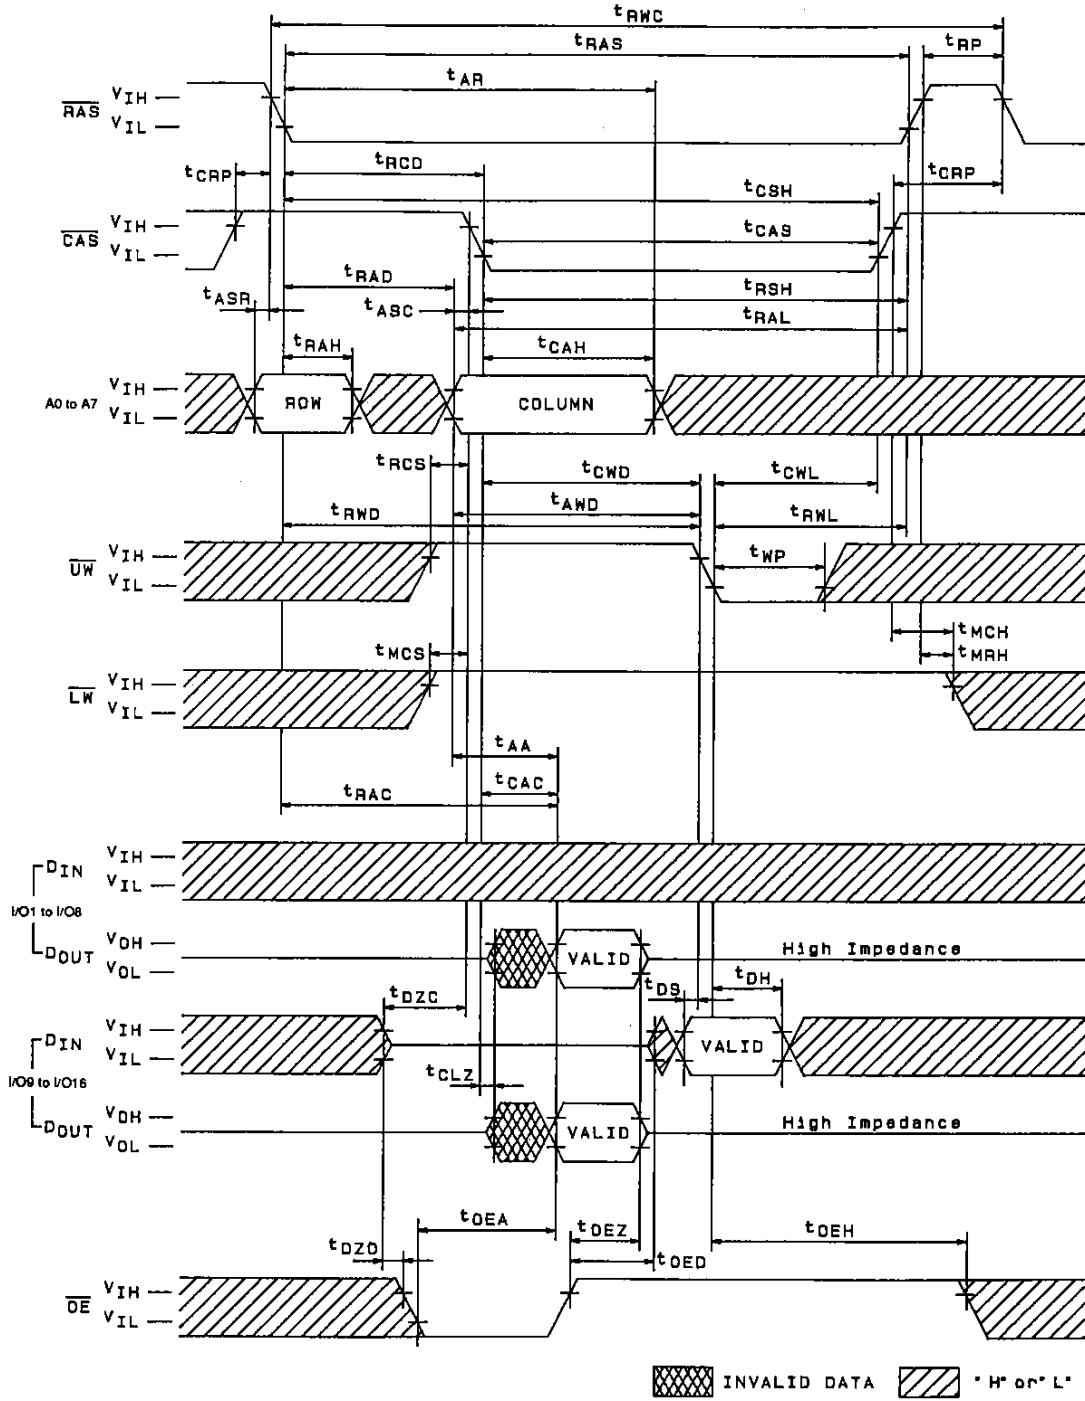 tRWC
tRAS
tRP
tAR
RAS
VIH
VIL
tCRP
tRCD
tCRP
tCSH
CAS
VIH
VIL
tCAS
tRAD
tRSH
tASR
tASC
tRAL
tRAH
tCAH
A0 to A7
VIH
VIL
ROW
COLUMN
tRCS
tCWD
tCWL
tAWD
tRWD
tRWL
UW
VIH
VIL
tWP
tMCH
tMCS
tMRH
LW
VIH
VIL
tAA
tCAC
tRAC
I/O1 to I/O8
DIN
VIH
VIL
DOUT
VOH
VOL
VALID
High Impedance
tDZC
tDS
tDH
I/O9 to I/O16
DIN
VIH
VIL
VALID
tCLZ
DOUT
VOH
VOL
VALID
High Impedance
tOEA
tOEZ
tOEH
tDZO
tOED
OE
VIH
VIL
INVALID DATA
"H" or "L"